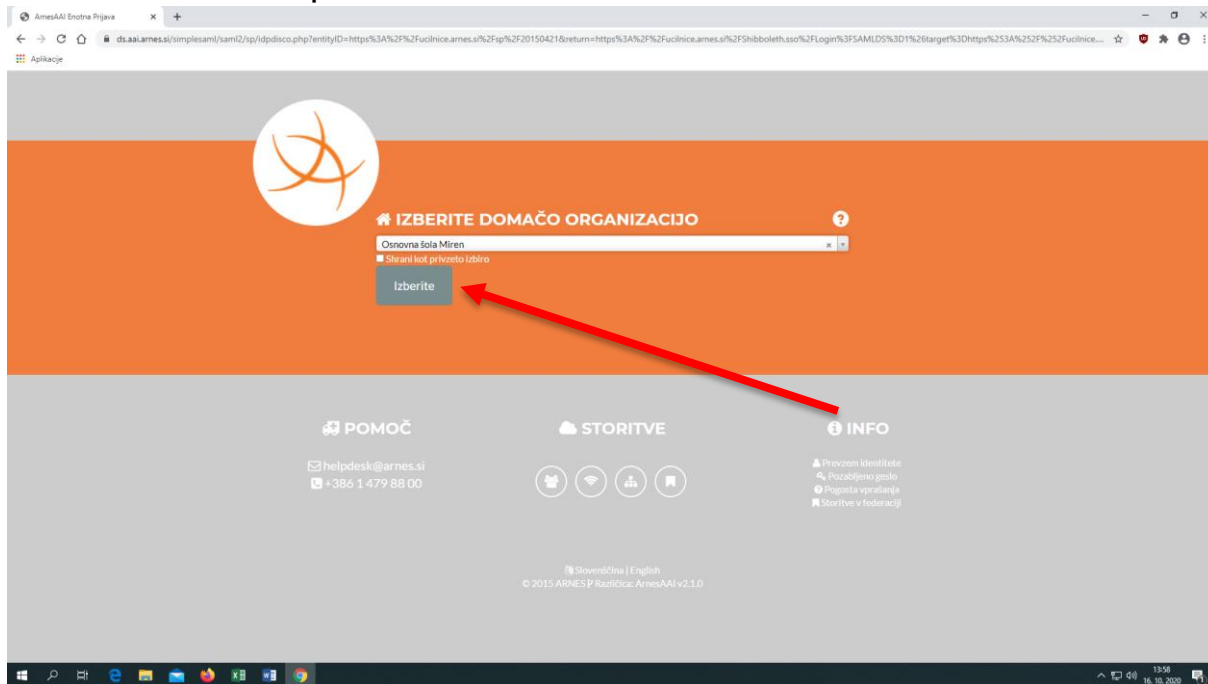 ArnesAAI Enotna Prijava
ds.aai.arnes.si/simplesaml/saml2/sp/idpdisco.php?entityID=https%3A%2F%2Fucilnice.arnes.si%2Fsp%2F20150421&return=https%3A%2F%2Fucilnice.arnes.si%2FShibboleth.sso%2FLogin%3FSAMLDS%3D1%26target%3Dhttps%253A%252F%252Fucilnice...
Aplikacije
IZBERITE DOMAČO ORGANIZACIJO
Osnovna šola Miren
Shrani kot privzeto izbiro
Izberite
POMOČ
helpdesk@arnes.si
+386 1 479 88 00
STORITVE
INFO
Prevzem identitete
Pozabljeno geslo
Pogosta vprašanja
Storitve v federaciji
Slovenščina | English
© 2015 ARNES Različica: ArnesAAI v2.1.0
13:58
16. 10. 2020